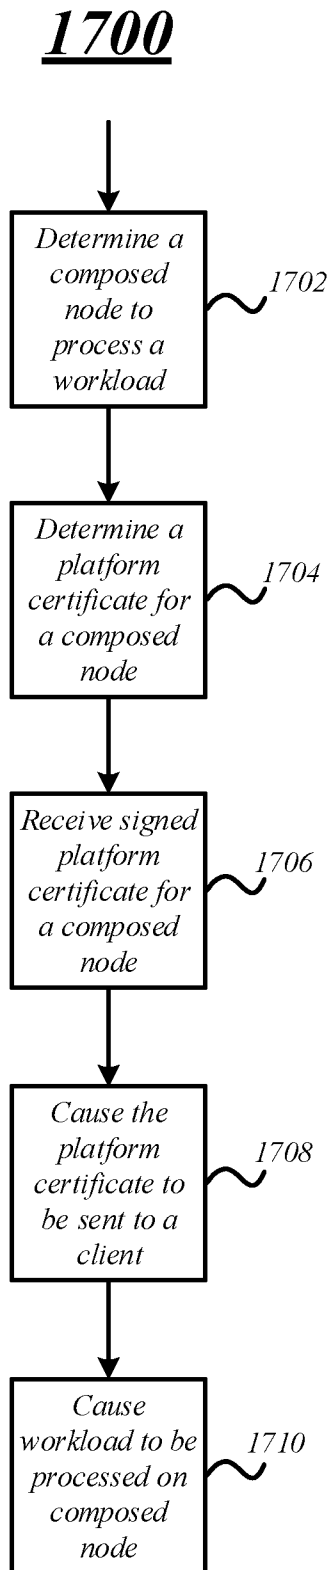 1700
Determine a
composed
node to
process a
workload
1702
Determine a
platform
certificate for
a composed
node
1704
Receive signed
platform
certificate for
a composed
node
1706
Cause the
platform
certificate to
be sent to a
client
1708
Cause
workload to be
processed on
composed
node
1710